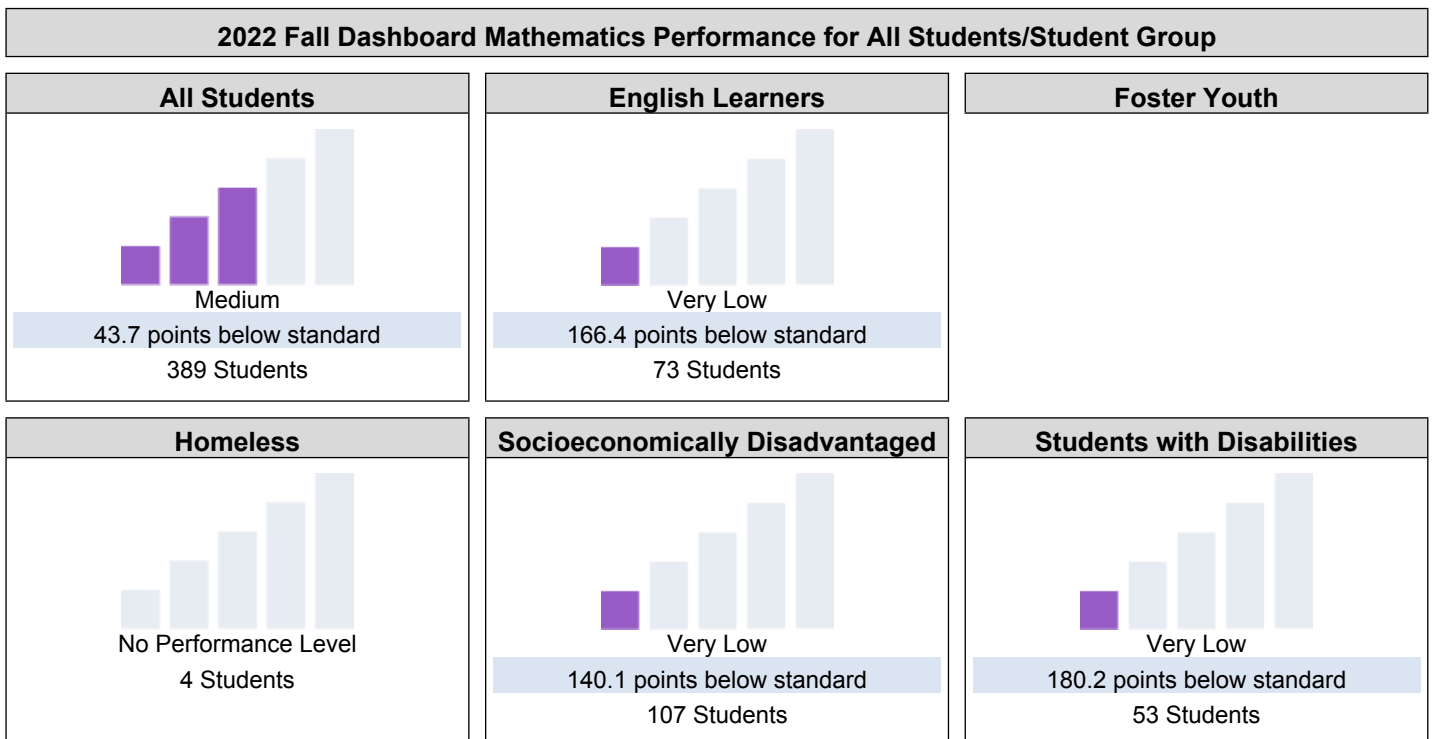 2022 Fall Dashboard Mathematics Performance for All Students/Student Group
All Students
Medium
43.7 points below standard
389 Students
English Learners
Very Low
166.4 points below standard
73 Students
Foster Youth
Homeless
No Performance Level
4 Students
Socioeconomically Disadvantaged
Very Low
140.1 points below standard
107 Students
Students with Disabilities
Very Low
180.2 points below standard
53 Students